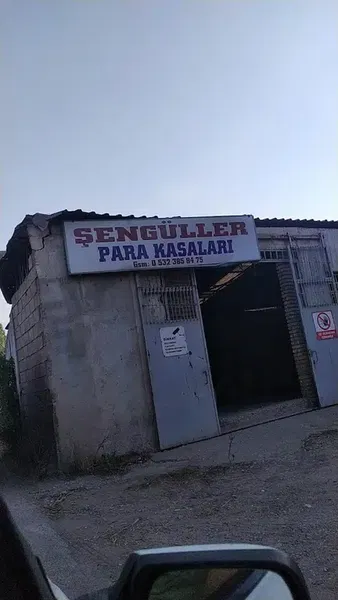 ŞENGÜLLER
PARA KASALARI
Gsm: 0 532 385 84 75